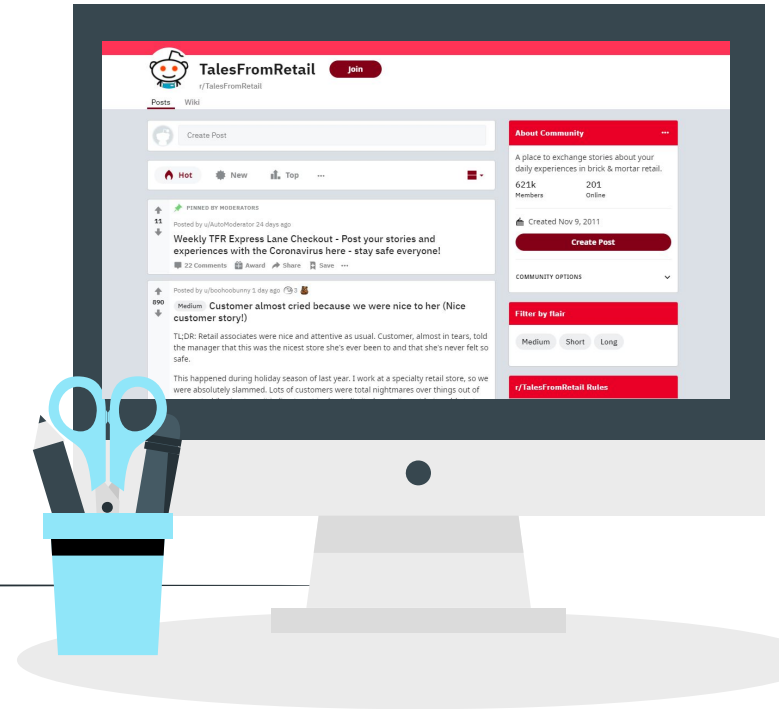 TalesFromRetail
Join
r/TalesFromRetail
Posts Wiki
Create Post
Hot New Top ...
PINNED BY MODERATORS
11
Posted by u/AutoModerator 24 days ago
Weekly TFR Express Lane Checkout - Post your stories and
experiences with the Coronavirus here - stay safe everyone!
22 Comments Award Share Save ...
Posted by u/boohoobunny 1 day ago 3
890
Medium Customer almost cried because we were nice to her (Nice
customer story!)
TL;DR: Retail associates were nice and attentive as usual. Customer, almost in tears, told
the manager that this was the nicest store she's ever been to and that she's never felt so
safe.
This happened during holiday season of last year. I work at a specialty retail store, so we
were absolutely slammed. Lots of customers were total nightmares over things out of
About Community ...
A place to exchange stories about your
daily experiences in brick & mortar retail.
621k 201
Members Online
Created Nov 9, 2011
Create Post
COMMUNITY OPTIONS
Filter by flair
Medium Short Long
r/TalesFromRetail Rules